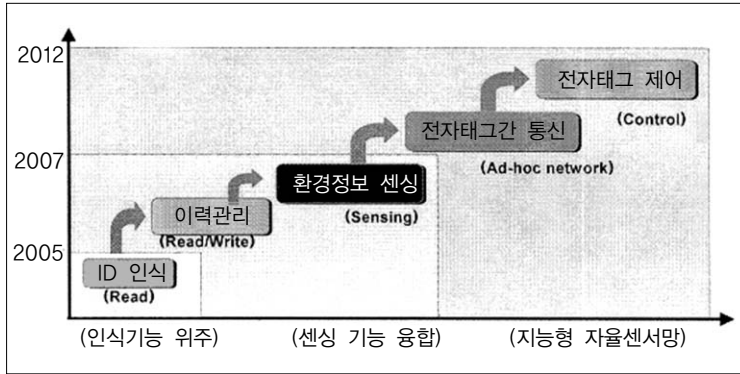 2012
전자태그 제어
(Control)
전자태그간 통신
(Ad-hoc network)
2007
환경정보 센싱
(Sensing)
이력관리
(Read/Write)
2005
ID 인식
(Read)
(인식기능 위주) (센싱 기능 융합) (지능형 자율센서망)